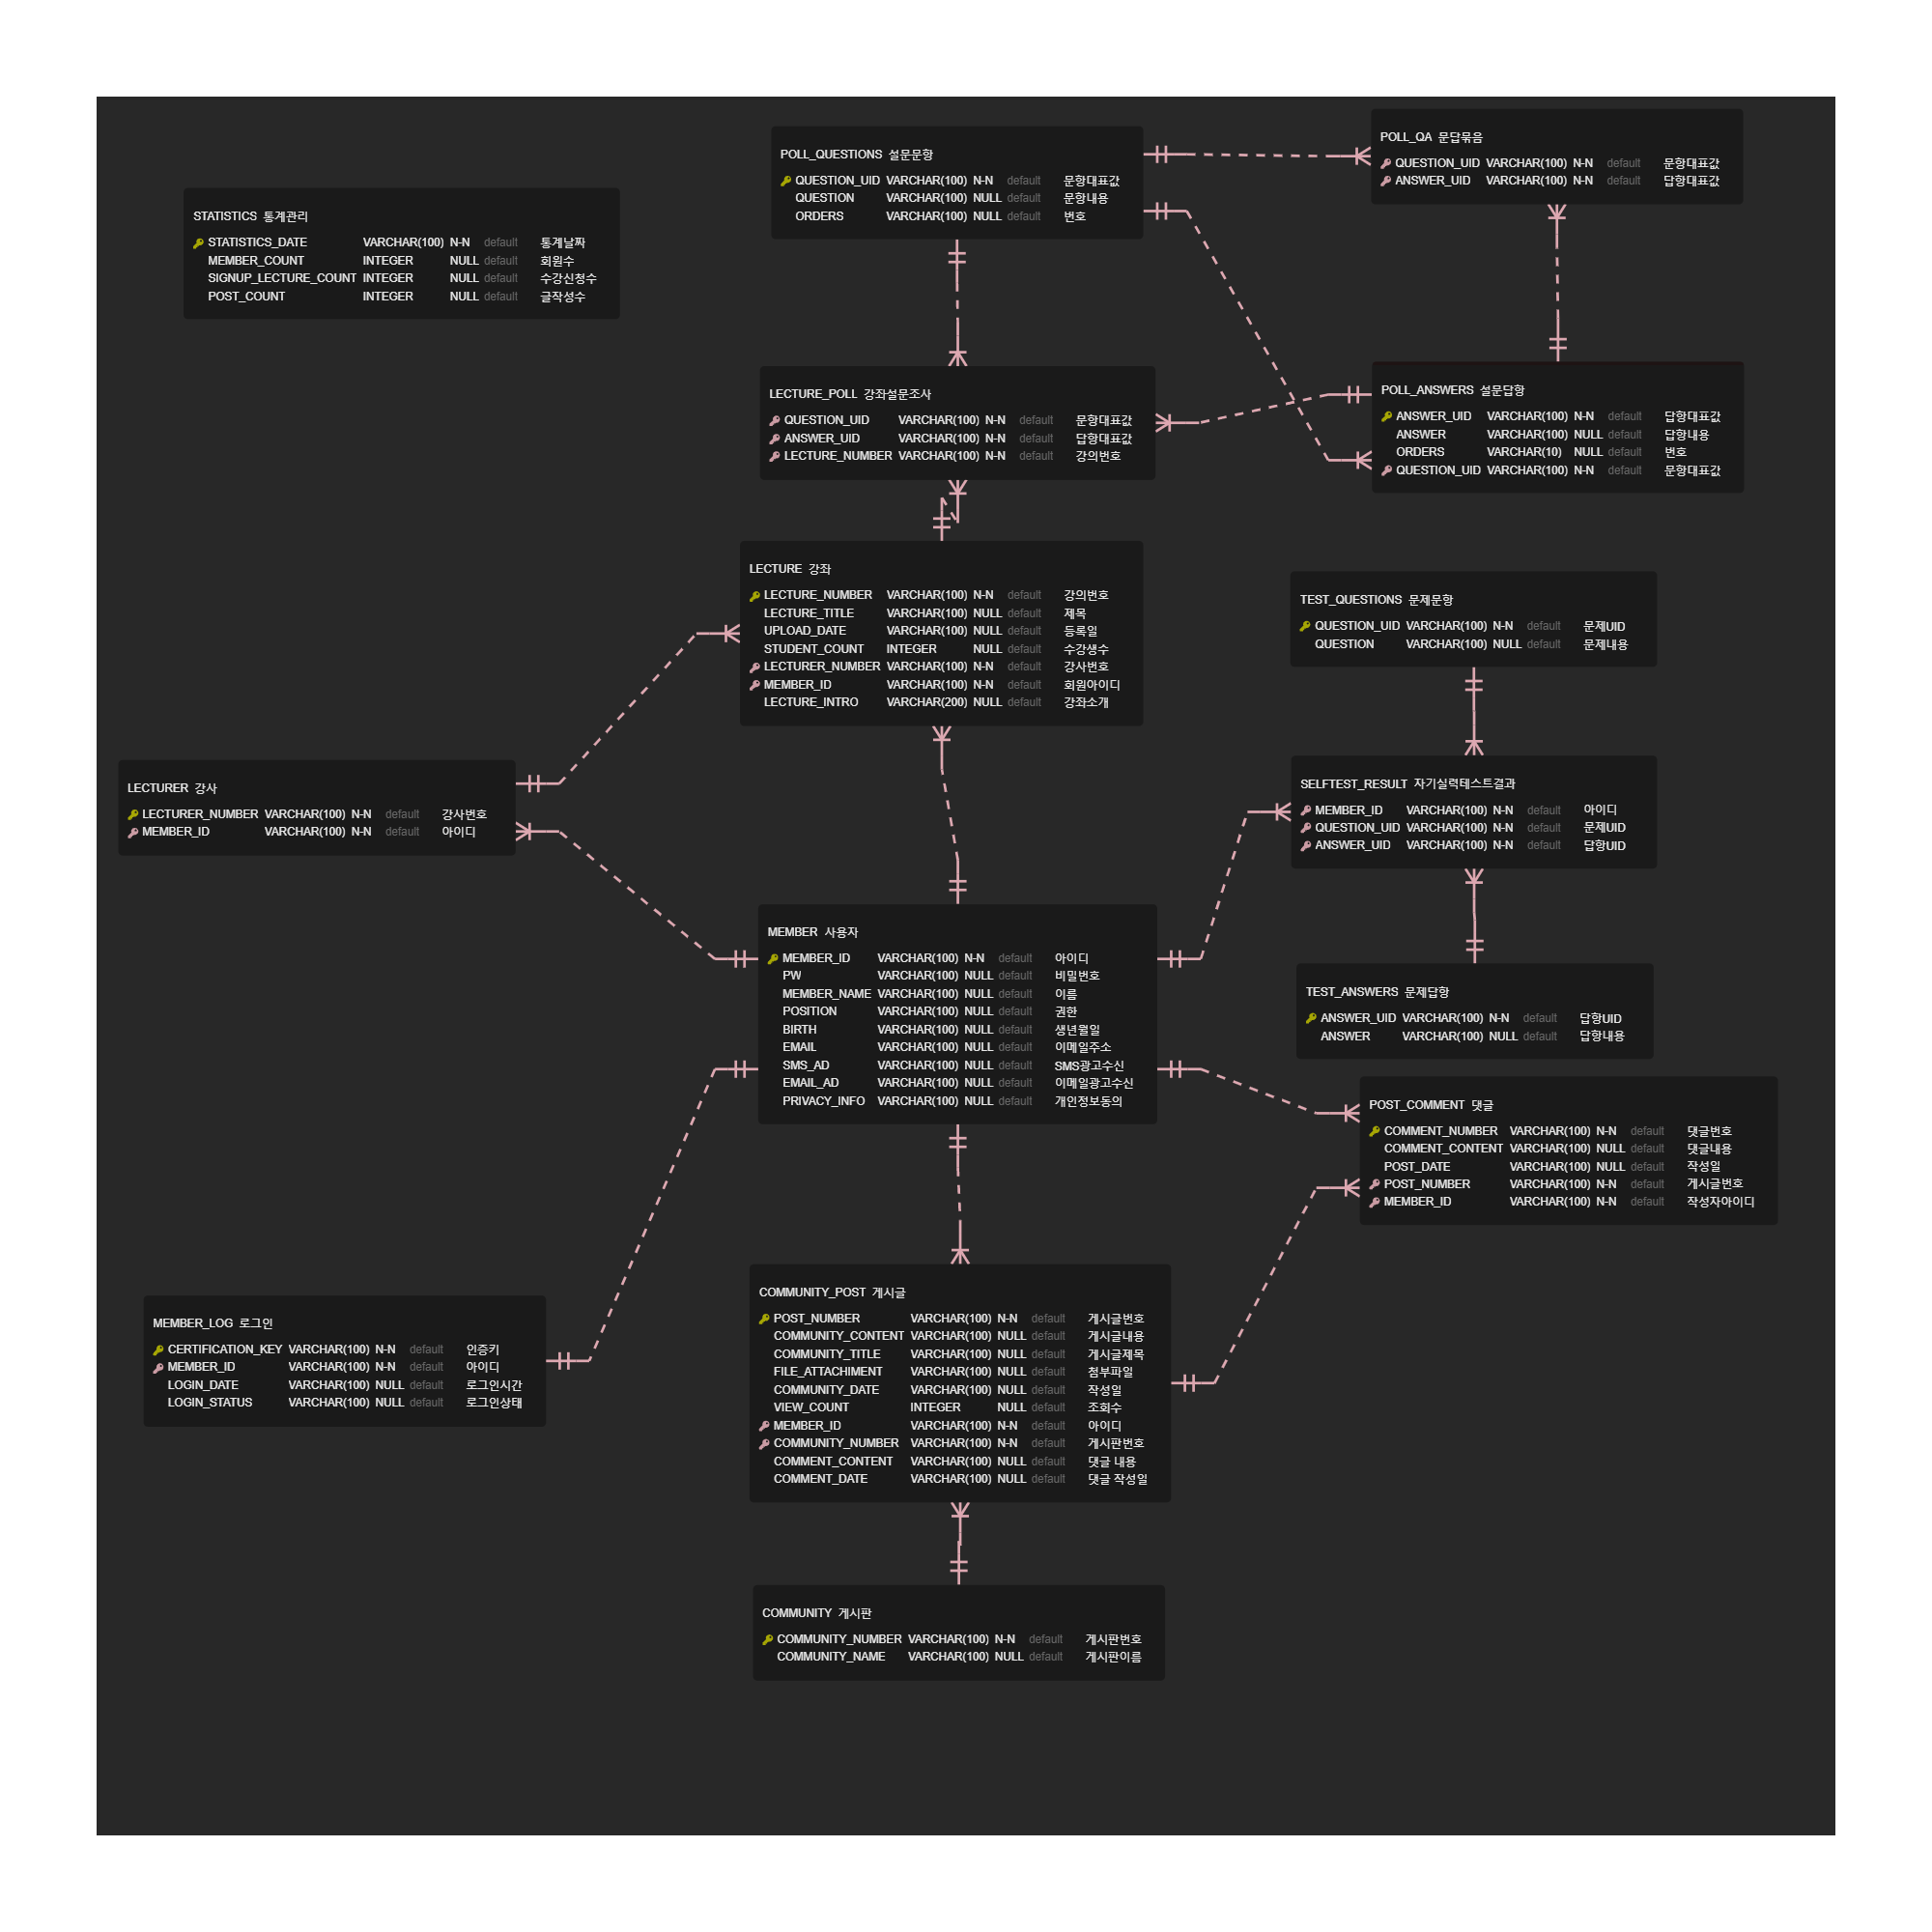 POLL_QUESTIONS 설문문항
QUESTION_UID VARCHAR(100) N-N default 문항대표값
QUESTION VARCHAR(100) NULL default 문항내용
ORDERS VARCHAR(100) NULL default 번호
POLL_QA 문답묶음
QUESTION_UID VARCHAR(100) N-N default 문항대표값
ANSWER_UID VARCHAR(100) N-N default 답항대표값
STATISTICS 통계관리
STATISTICS_DATE VARCHAR(100) N-N default 통계날짜
MEMBER_COUNT INTEGER NULL default 회원수
SIGNUP_LECTURE_COUNT INTEGER NULL default 수강신청수
POST_COUNT INTEGER NULL default 글작성수
LECTURE_POLL 강좌설문조사
QUESTION_UID VARCHAR(100) N-N default 문항대표값
ANSWER_UID VARCHAR(100) N-N default 답항대표값
LECTURE_NUMBER VARCHAR(100) N-N default 강의번호
POLL_ANSWERS 설문답항
ANSWER_UID VARCHAR(100) N-N default 답항대표값
ANSWER VARCHAR(100) NULL default 답항내용
ORDERS VARCHAR(10) NULL default 번호
QUESTION_UID VARCHAR(100) N-N default 문항대표값
LECTURE 강좌
LECTURE_NUMBER VARCHAR(100) N-N default 강의번호
LECTURE_TITLE VARCHAR(100) NULL default 제목
UPLOAD_DATE VARCHAR(100) NULL default 등록일
STUDENT_COUNT INTEGER NULL default 수강생수
LECTURER_NUMBER VARCHAR(100) N-N default 강사번호
MEMBER_ID VARCHAR(100) N-N default 회원아이디
LECTURE_INTRO VARCHAR(200) NULL default 강좌소개
TEST_QUESTIONS 문제문항
QUESTION_UID VARCHAR(100) N-N default 문제UID
QUESTION VARCHAR(100) NULL default 문제내용
LECTURER 강사
LECTURER_NUMBER VARCHAR(100) N-N default 강사번호
MEMBER_ID VARCHAR(100) N-N default 아이디
SELFTEST_RESULT 자기실력테스트결과
MEMBER_ID VARCHAR(100) N-N default 아이디
QUESTION_UID VARCHAR(100) N-N default 문제UID
ANSWER_UID VARCHAR(100) N-N default 답항UID
MEMBER 사용자
MEMBER_ID VARCHAR(100) N-N default 아이디
PW VARCHAR(100) NULL default 비밀번호
MEMBER_NAME VARCHAR(100) NULL default 이름
POSITION VARCHAR(100) NULL default 권한
BIRTH VARCHAR(100) NULL default 생년월일
EMAIL VARCHAR(100) NULL default 이메일주소
SMS_AD VARCHAR(100) NULL default SMS광고수신
EMAIL_AD VARCHAR(100) NULL default 이메일광고수신
PRIVACY_INFO VARCHAR(100) NULL default 개인정보동의
TEST_ANSWERS 문제답항
ANSWER_UID VARCHAR(100) N-N default 답항UID
ANSWER VARCHAR(100) NULL default 답항내용
POST_COMMENT 댓글
COMMENT_NUMBER VARCHAR(100) N-N default 댓글번호
COMMENT_CONTENT VARCHAR(100) NULL default 댓글내용
POST_DATE VARCHAR(100) NULL default 작성일
POST_NUMBER VARCHAR(100) N-N default 게시글번호
MEMBER_ID VARCHAR(100) N-N default 작성자아이디
MEMBER_LOG 로그인
CERTIFICATION_KEY VARCHAR(100) N-N default 인증키
MEMBER_ID VARCHAR(100) N-N default 아이디
LOGIN_DATE VARCHAR(100) NULL default 로그인시간
LOGIN_STATUS VARCHAR(100) NULL default 로그인상태
COMMUNITY_POST 게시글
POST_NUMBER VARCHAR(100) N-N default 게시글번호
COMMUNITY_CONTENT VARCHAR(100) NULL default 게시글내용
COMMUNITY_TITLE VARCHAR(100) NULL default 게시글제목
FILE_ATTACHIMENT VARCHAR(100) NULL default 첨부파일
COMMUNITY_DATE VARCHAR(100) NULL default 작성일
VIEW_COUNT INTEGER NULL default 조회수
MEMBER_ID VARCHAR(100) N-N default 아이디
COMMUNITY_NUMBER VARCHAR(100) N-N default 게시판번호
COMMENT_CONTENT VARCHAR(100) NULL default 댓글 내용
COMMENT_DATE VARCHAR(100) NULL default 댓글 작성일
COMMUNITY 게시판
COMMUNITY_NUMBER VARCHAR(100) N-N default 게시판번호
COMMUNITY_NAME VARCHAR(100) NULL default 게시판이름